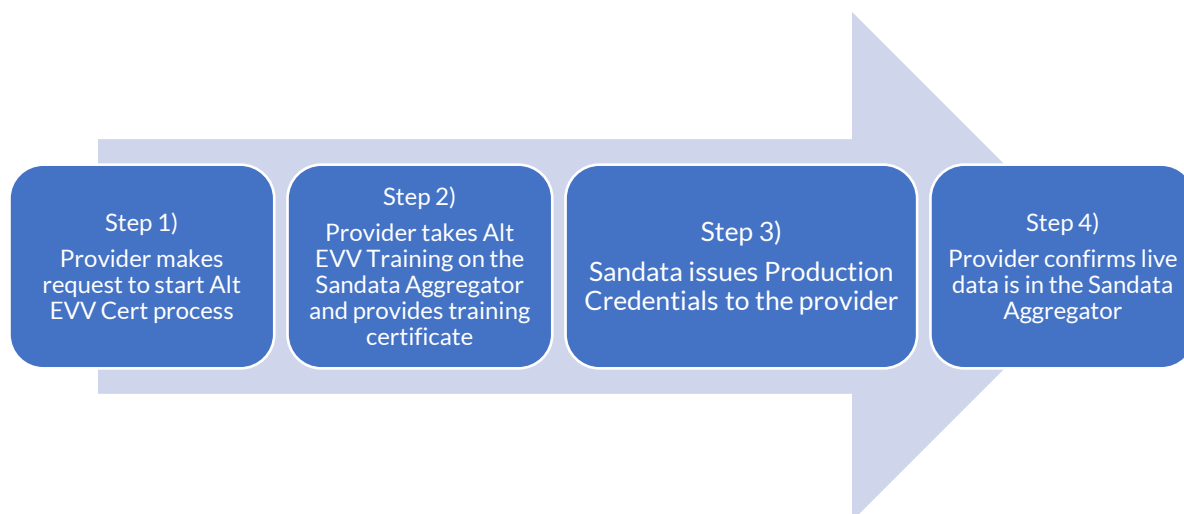 Step 1)
Provider makes
request to start Alt
EVV Cert process
Step 2)
Provider takes Alt
EVV Training on the
Sandata Aggregator
and provides training
certificate
Step 3)
Sandata issues Production
Credentials to the provider
Step 4)
Provider confirms live
data is in the Sandata
Aggregator